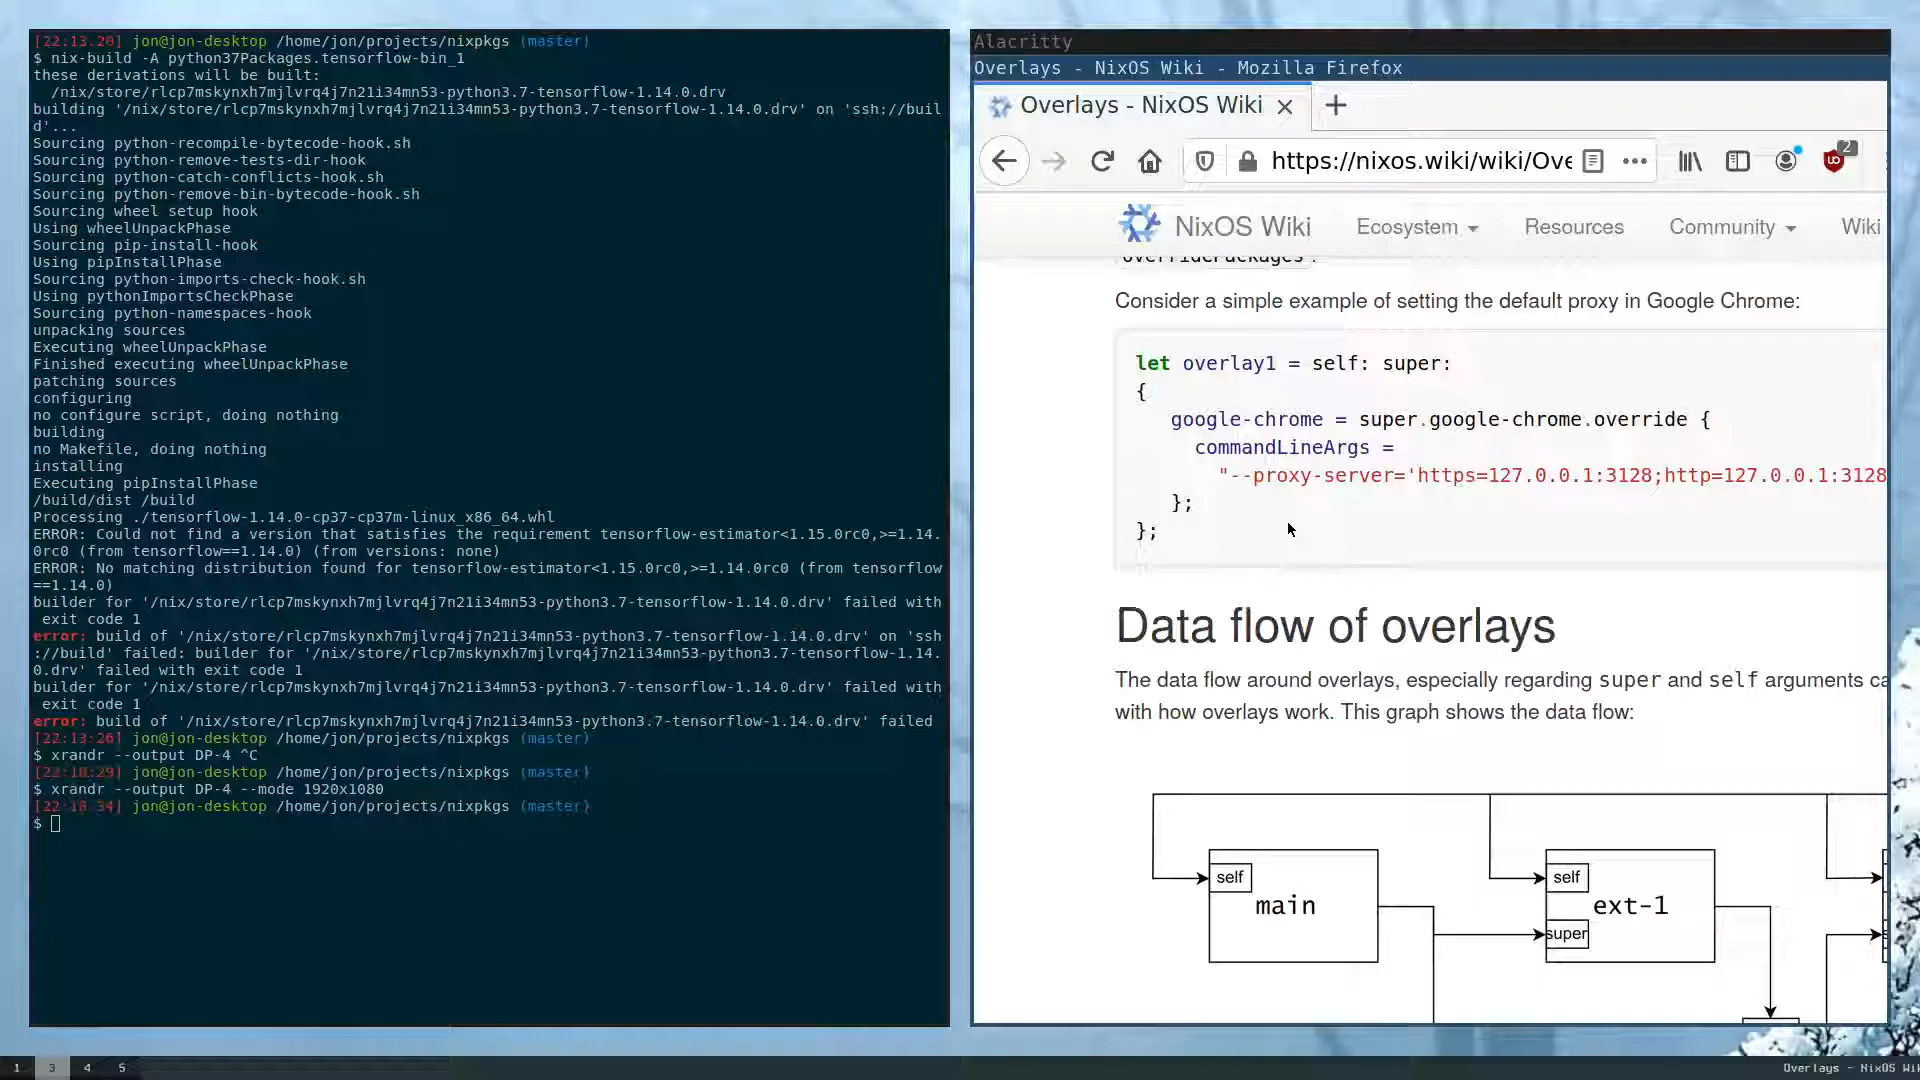 [22:13:20] jon@jon-desktop /home/jon/projects/nixpkgs (master)
$ nix-build -A python37Packages.tensorflow-bin_1
these derivations will be built:
  /nix/store/rlcp7mskynxh7mjlvrq4j7n21i34mn53-python3.7-tensorflow-1.14.0.drv
building '/nix/store/rlcp7mskynxh7mjlvrq4j7n21i34mn53-python3.7-tensorflow-1.14.0.drv' on 'ssh://buil
d'...
Sourcing python-recompile-bytecode-hook.sh
Sourcing python-remove-tests-dir-hook
Sourcing python-catch-conflicts-hook.sh
Sourcing python-remove-bin-bytecode-hook.sh
Sourcing wheel setup hook
Using wheelUnpackPhase
Sourcing pip-install-hook
Using pipInstallPhase
Sourcing python-imports-check-hook.sh
Using pythonImportsCheckPhase
Sourcing python-namespaces-hook
unpacking sources
Executing wheelUnpackPhase
Finished executing wheelUnpackPhase
patching sources
configuring
no configure script, doing nothing
building
no Makefile, doing nothing
installing
Executing pipInstallPhase
/build/dist /build
Processing ./tensorflow-1.14.0-cp37-cp37m-linux_x86_64.whl
ERROR: Could not find a version that satisfies the requirement tensorflow-estimator<1.15.0rc0,>=1.14.
0rc0 (from tensorflow==1.14.0) (from versions: none)
ERROR: No matching distribution found for tensorflow-estimator<1.15.0rc0,>=1.14.0rc0 (from tensorflow
==1.14.0)
builder for '/nix/store/rlcp7mskynxh7mjlvrq4j7n21i34mn53-python3.7-tensorflow-1.14.0.drv' failed with
 exit code 1
error: build of '/nix/store/rlcp7mskynxh7mjlvrq4j7n21i34mn53-python3.7-tensorflow-1.14.0.drv' on 'ssh
://build' failed: builder for '/nix/store/rlcp7mskynxh7mjlvrq4j7n21i34mn53-python3.7-tensorflow-1.14.
0.drv' failed with exit code 1
builder for '/nix/store/rlcp7mskynxh7mjlvrq4j7n21i34mn53-python3.7-tensorflow-1.14.0.drv' failed with
 exit code 1
error: build of '/nix/store/rlcp7mskynxh7mjlvrq4j7n21i34mn53-python3.7-tensorflow-1.14.0.drv' failed
[22:13:26] jon@jon-desktop /home/jon/projects/nixpkgs (master)
$ xrandr --output DP-4 ^C
[22:18:29] jon@jon-desktop /home/jon/projects/nixpkgs (master)
$ xrandr --output DP-4 --mode 1920x1080
[22:18:34] jon@jon-desktop /home/jon/projects/nixpkgs (master)
$
Alacritty
Overlays - NixOS Wiki - Mozilla Firefox
Overlays - NixOS Wiki
https://nixos.wiki/wiki/Ove
2
NixOS Wiki Ecosystem Resources Community Wiki
overridePackages.
Consider a simple example of setting the default proxy in Google Chrome:
let overlay1 = self: super:
{
   google-chrome = super.google-chrome.override {
     commandLineArgs =
       "--proxy-server='https=127.0.0.1:3128;http=127.0.0.1:3128
   };
};
Data flow of overlays
The data flow around overlays, especially regarding super and self arguments ca
with how overlays work. This graph shows the data flow:
self self
main ext-1
super
1 3 4 5
Overlays - NixOS Wik